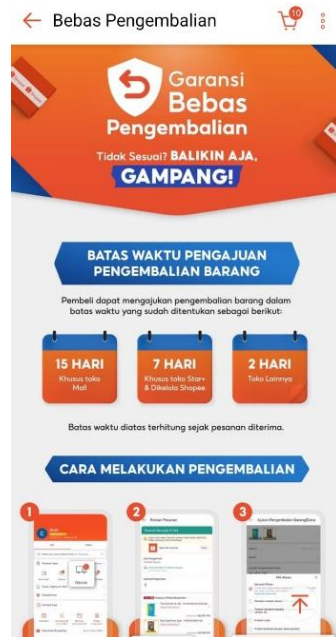 Bebas Pengembalian
10
Garansi
Bebas
Pengembalian
Tidak Sesuai? BALIKIN AJA,
GAMPANG!
BATAS WAKTU PENGAJUAN
PENGEMBALIAN BARANG
Pembeli dapat mengajukan pengembalian barang dalam
batas waktu yang sudah ditentukan sebagai berikut:
15 HARI
Khusus toko
Mall
7 HARI
Khusus toko Star+
& Dikelola Shopee
2 HARI
Toko Lainnya
Batas waktu diatas terhitung sejak pesanan diterima.
CARA MELAKUKAN PENGEMBALIAN
1
2
3
Rincian Pesanan